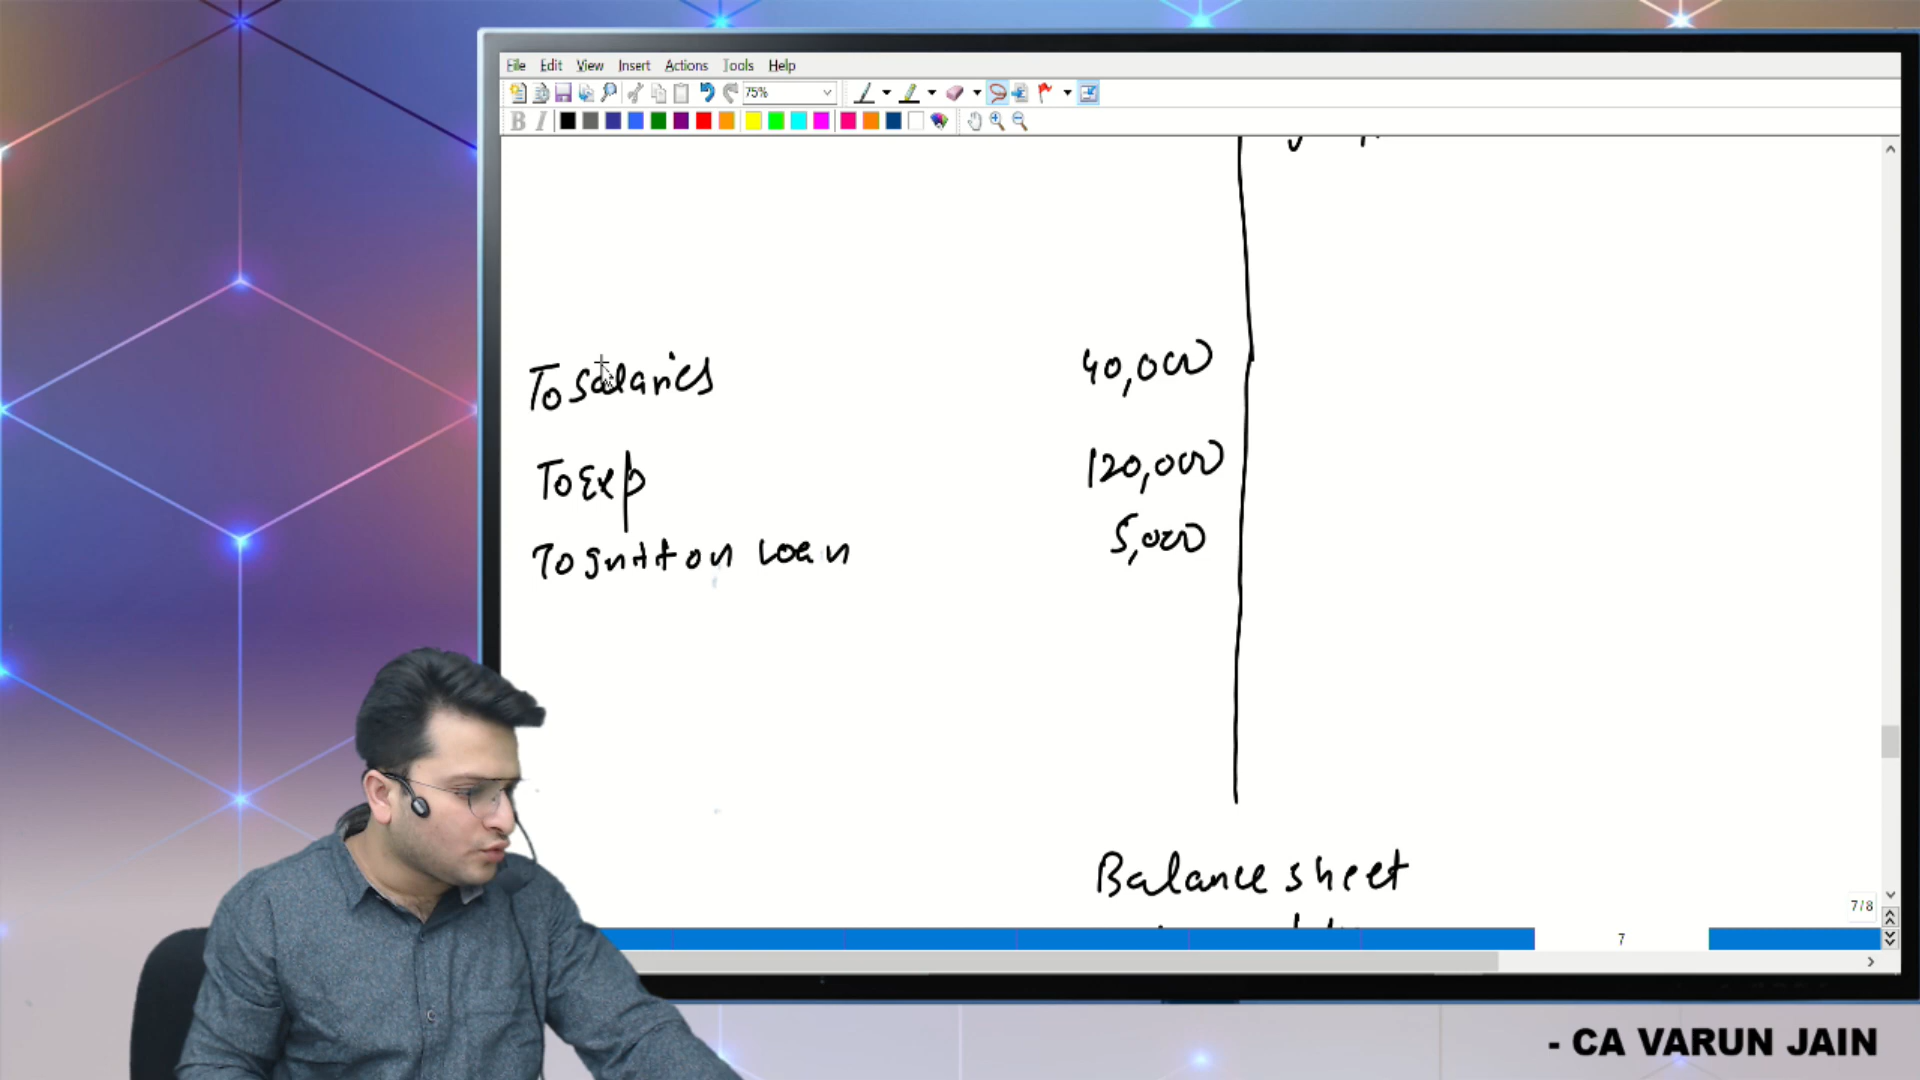 File Edit View Insert Actions Tools Help
75%
B I
To Salaries 40,000
To Exp 120,000
To Intt on Loan 5,000
Balance sheet
7/8
7
- CA VARUN JAIN